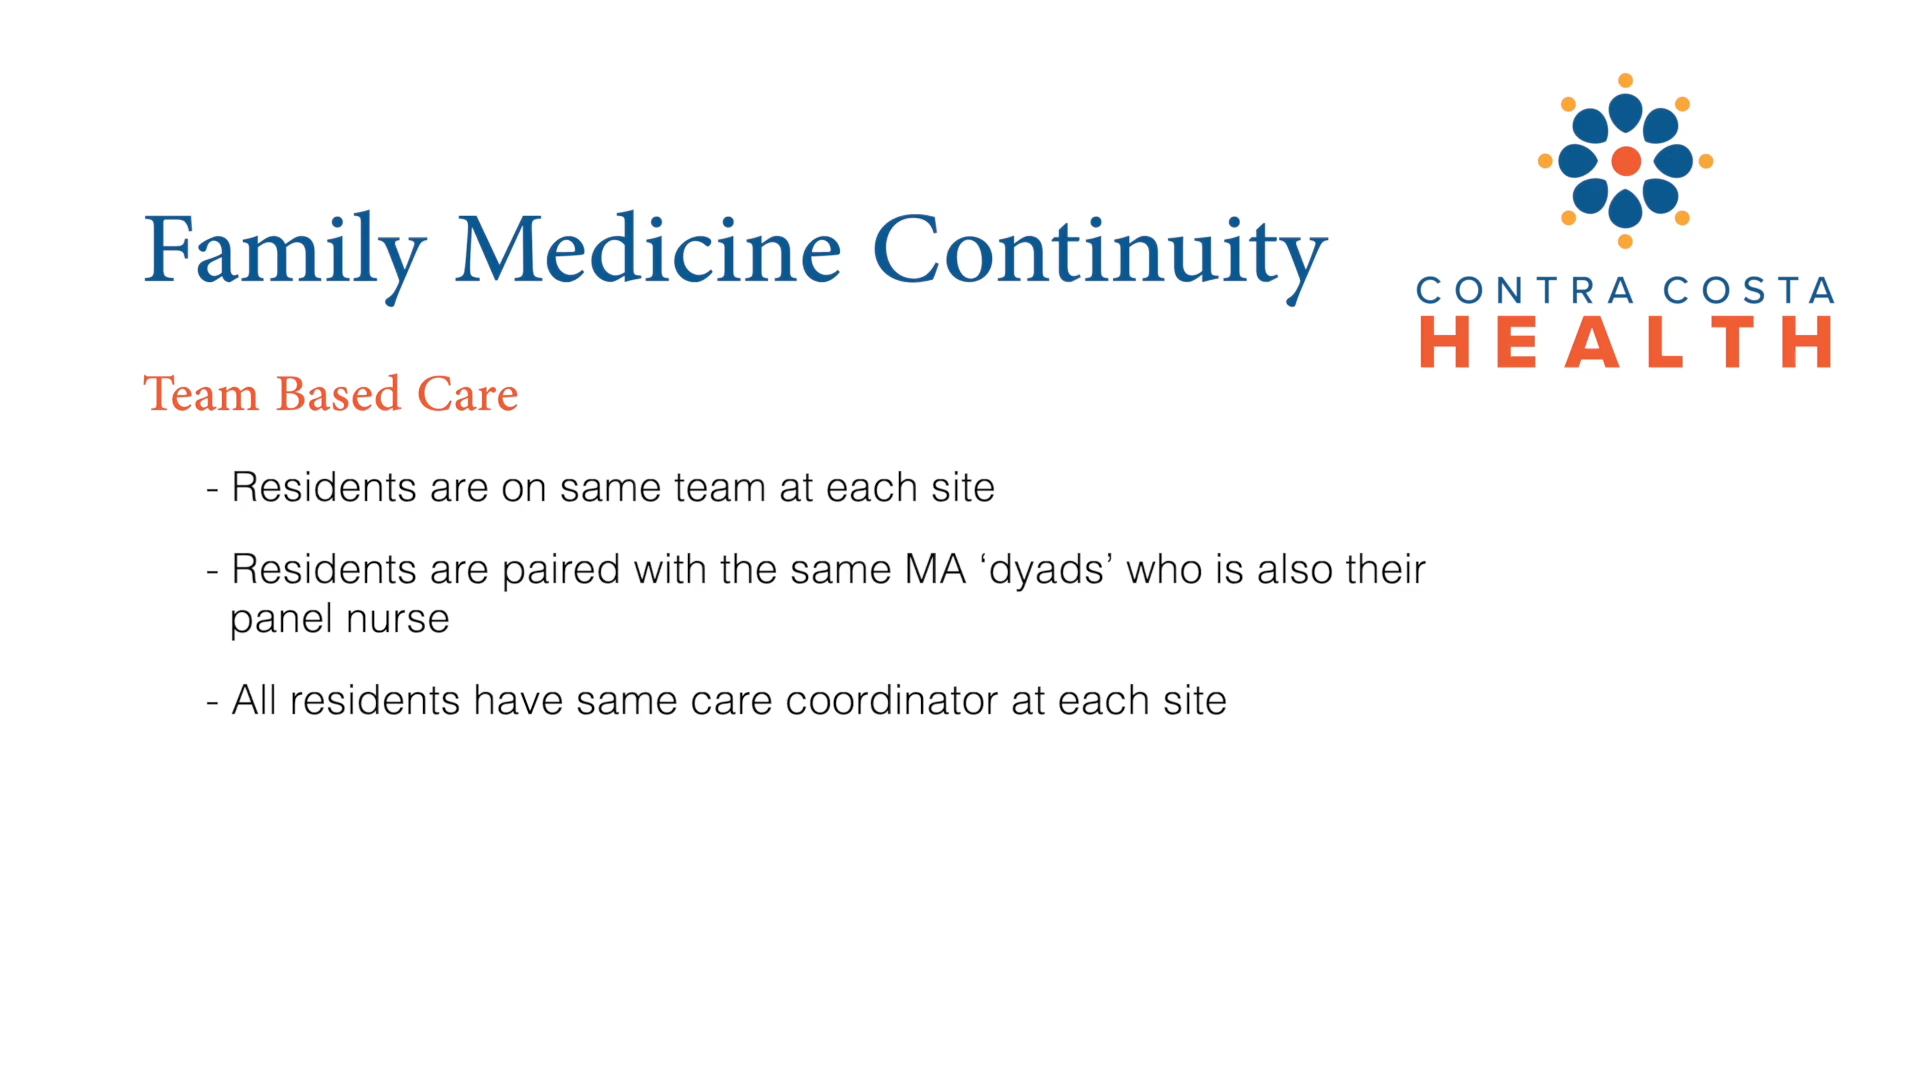 Family Medicine Continuity
CONTRA COSTA
HEALTH
Team Based Care
- Residents are on same team at each site
- Residents are paired with the same MA ‘dyads’ who is also their
panel nurse
- All residents have same care coordinator at each site